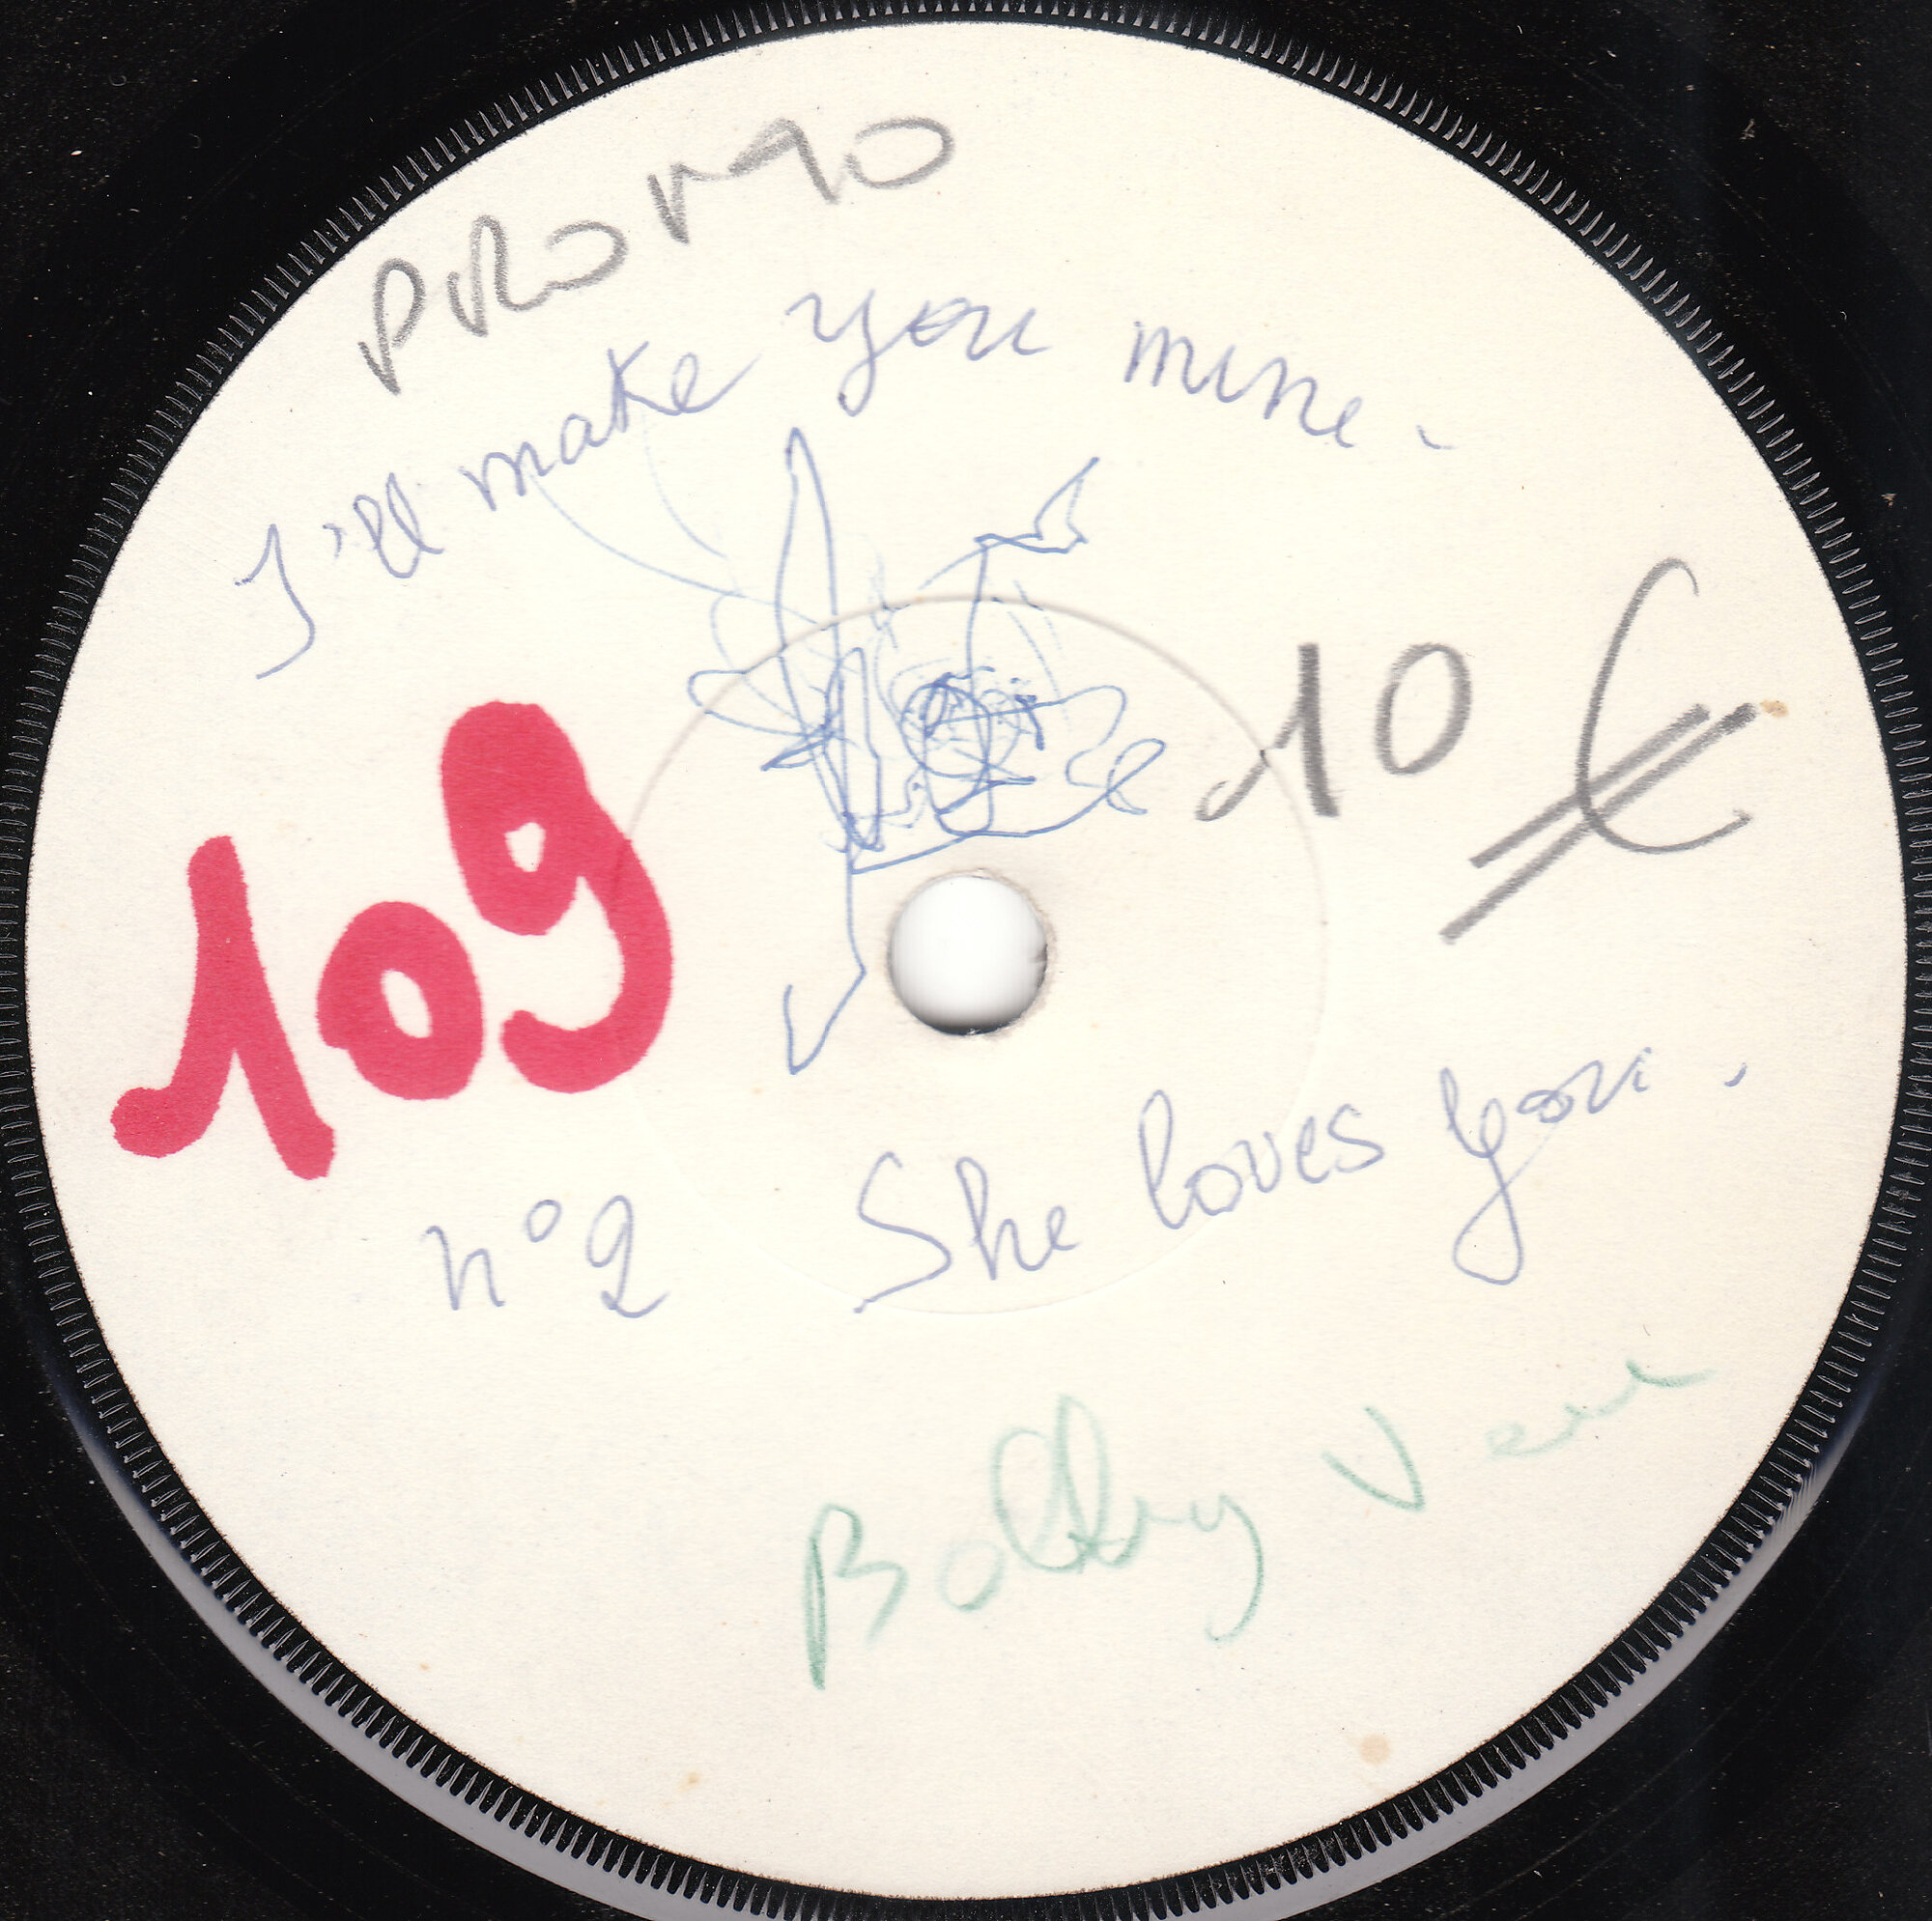 PROMO
I'll make you mine -
10 €
109
n°2 She loves you.
Bobby